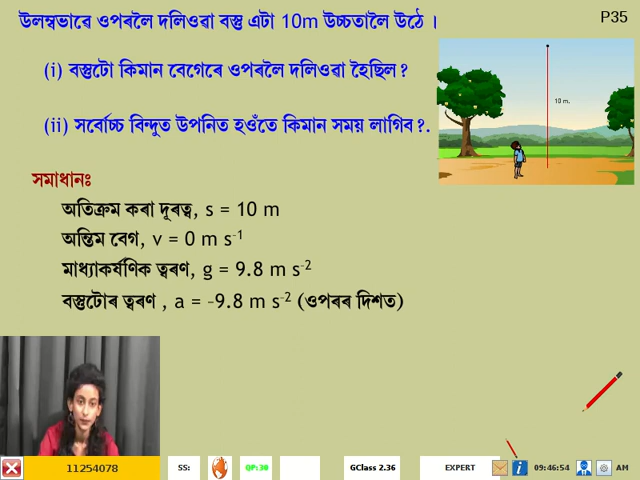 উলম্বভাৱে ওপৰলৈ দলিওৱা বস্তু এটা 10m উচ্চতালৈ উঠে ।
P35
(i) বস্তুটো কিমান বেগেৰে ওপৰলৈ দলিওৱা হৈছিল?
10 m.
(ii) সৰ্বোচ্চ বিন্দুত উপনিত হওঁতে কিমান সময় লাগিব?.
সমাধানঃ
অতিক্ৰম কৰা দূৰত্ব, s = 10 m
অন্তিম বেগ, v = 0 m s⁻¹
মাধ্যাকৰ্ষণিক ত্বৰণ, g = 9.8 m s⁻²
বস্তুটোৰ ত্বৰণ , a = –9.8 m s⁻² (ওপৰৰ দিশত)
11254078
SS:
QF:30
GClass 2.36
EXPERT
09:46:54
AM